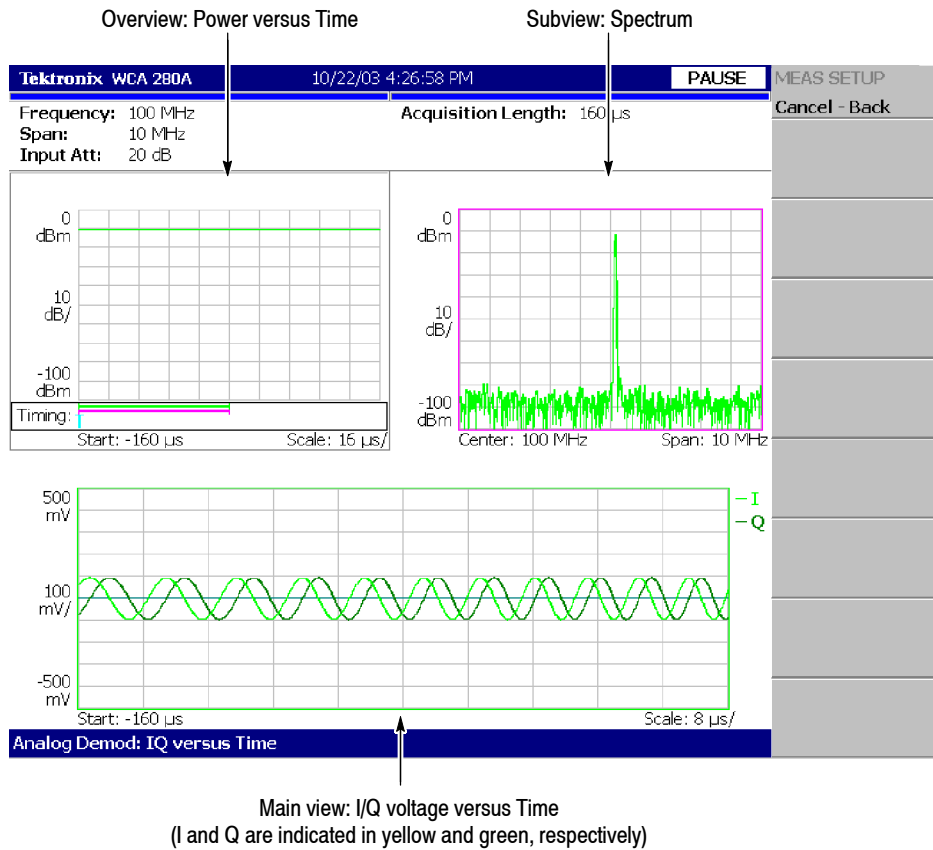 Overview: Power versus Time
Subview: Spectrum
Tektronix WCA 280A
10/22/03 4:26:58 PM
PAUSE
MEAS SETUP
Cancel - Back
Frequency: 100 MHz
Span: 10 MHz
Input Att: 20 dB
Acquisition Length: 160 µs
0
dBm
10
dB/
-100
dBm
Timing:
Start: -160 µs
Scale: 16 µs/
0
dBm
10
dB/
-100
dBm
Center: 100 MHz
Span: 10 MHz
500
mV
100
mV/
-500
mV
I
Q
Start: -160 µs
Scale: 8 µs/
Analog Demod: IQ versus Time
Main view: I/Q voltage versus Time
(I and Q are indicated in yellow and green, respectively)